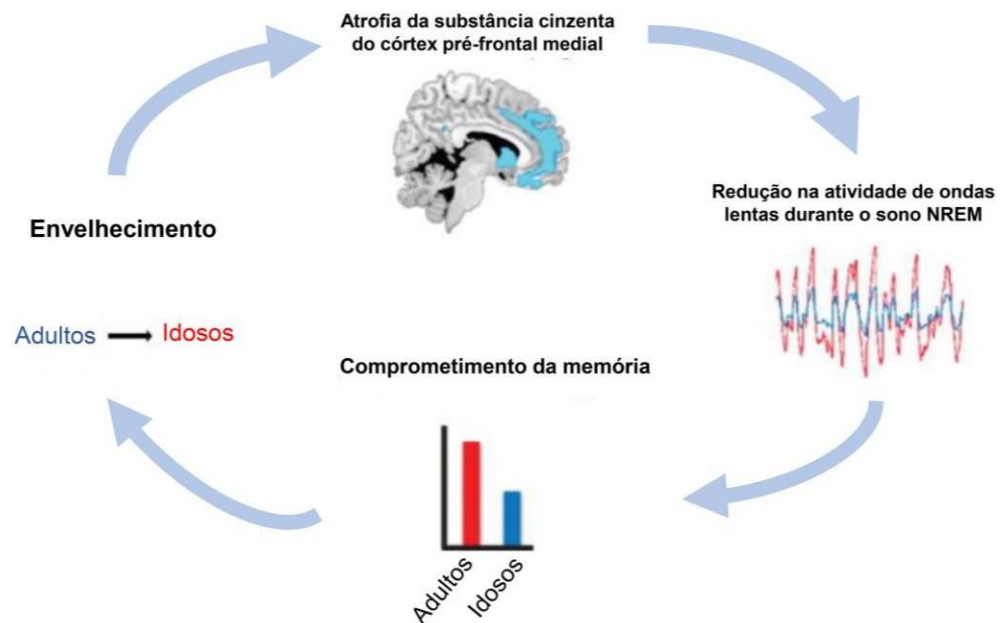 Atrofia da substância cinzenta
do córtex pré-frontal medial
Redução na atividade de ondas
lentas durante o sono NREM
Envelhecimento
Adultos
Idosos
Comprometimento da memória
Adultos
Idosos